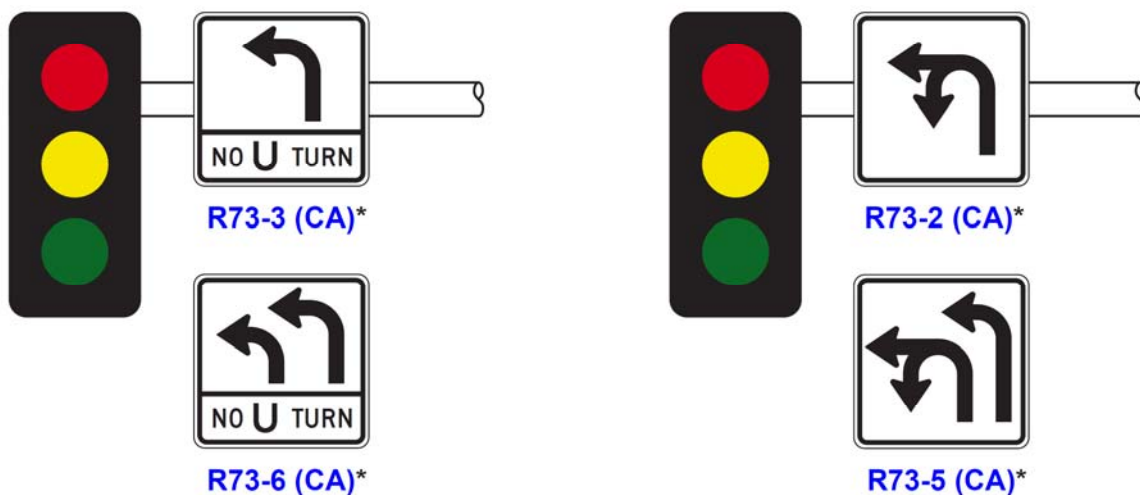 NO U TURN
R73-3 (CA)*
R73-2 (CA)*
NO U TURN
R73-6 (CA)*
R73-5 (CA)*